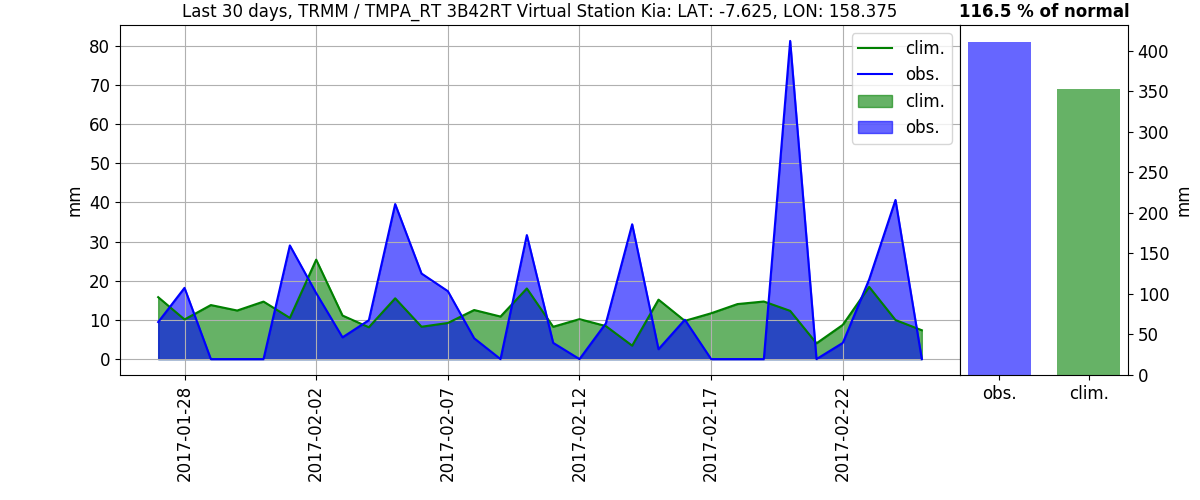 Last 30 days, TRMM / TMPA_RT 3B42RT Virtual Station Kia: LAT: -7.625, LON: 158.375
116.5 % of normal
clim.
obs.
clim.
obs.
mm
80
70
60
50
40
30
20
10
0
2017-01-28
2017-02-02
2017-02-07
2017-02-12
2017-02-17
2017-02-22
400
350
300
250
200
150
100
50
0
mm
obs.
clim.